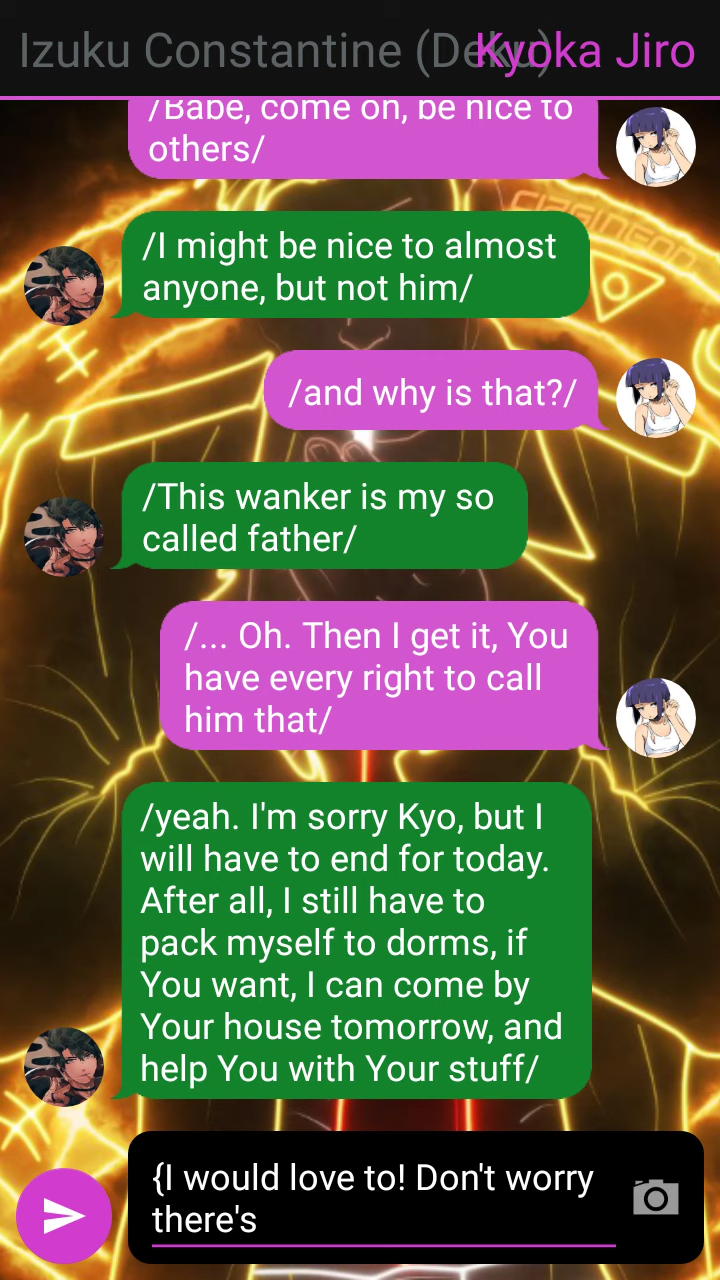 Izuku Constantine (Deku)
Kyoka Jiro
/Babe, come on, be nice to
others/
/I might be nice to almost
anyone, but not him/
/and why is that?/
/This wanker is my so
called father/
/... Oh. Then I get it, You
have every right to call
him that/
/yeah. I'm sorry Kyo, but I
will have to end for today.
After all, I still have to
pack myself to dorms, if
You want, I can come by
Your house tomorrow, and
help You with Your stuff/
{I would love to! Don't worry
there's